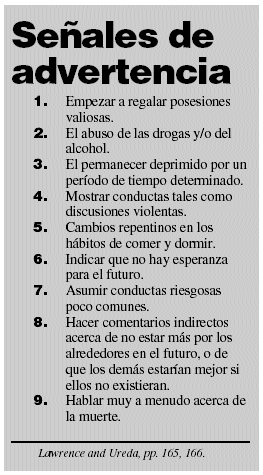 Señales de
advertencia
1. Empezar a regalar posesiones
valiosas.
2. El abuso de las drogas y/o del
alcohol.
3. El permanecer deprimido por un
período de tiempo determinado.
4. Mostrar conductas tales como
discusiones violentas.
5. Cambios repentinos en los
hábitos de comer y dormir.
6. Indicar que no hay esperanza
para el futuro.
7. Asumir conductas riesgosas
poco comunes.
8. Hacer comentarios indirectos
acerca de no estar más por los
alrededores en el futuro, o de
que los demás estarían mejor si
ellos no existieran.
9. Hablar muy a menudo acerca de
la muerte.
Lawrence and Ureda, pp. 165, 166.